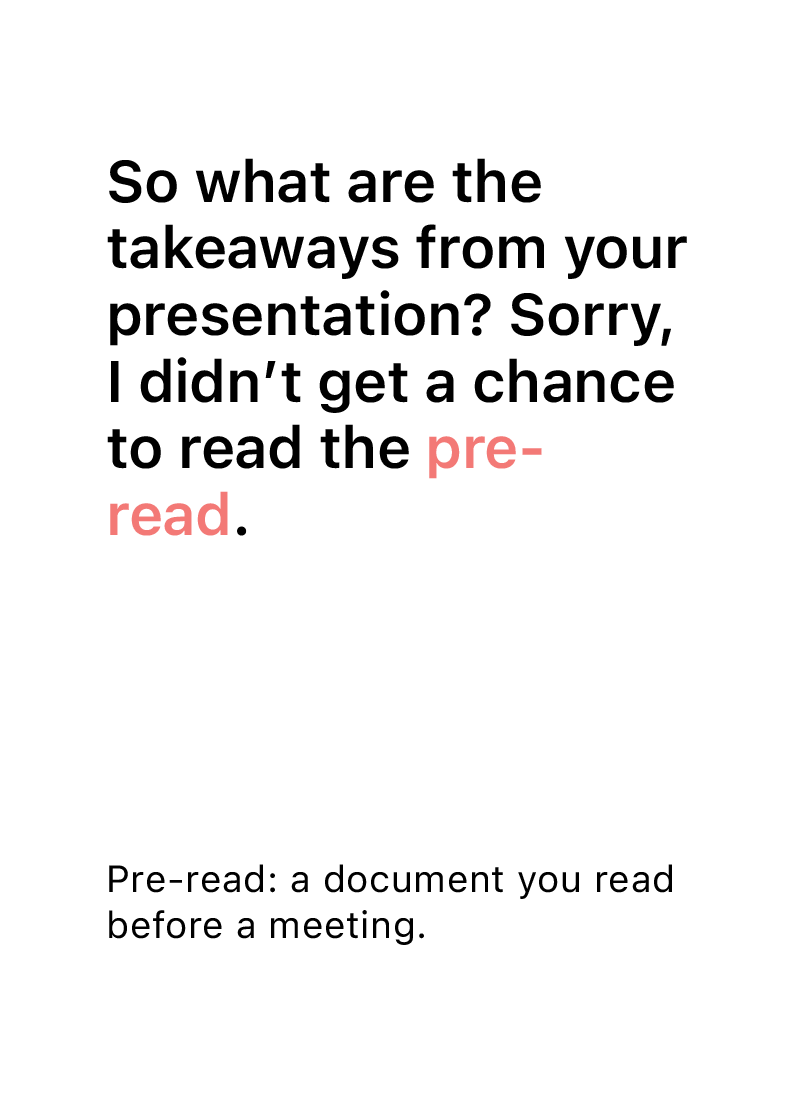 So what are the
takeaways from your
presentation? Sorry,
I didn’t get a chance
to read the pre-
read.
Pre-read: a document you read
before a meeting.